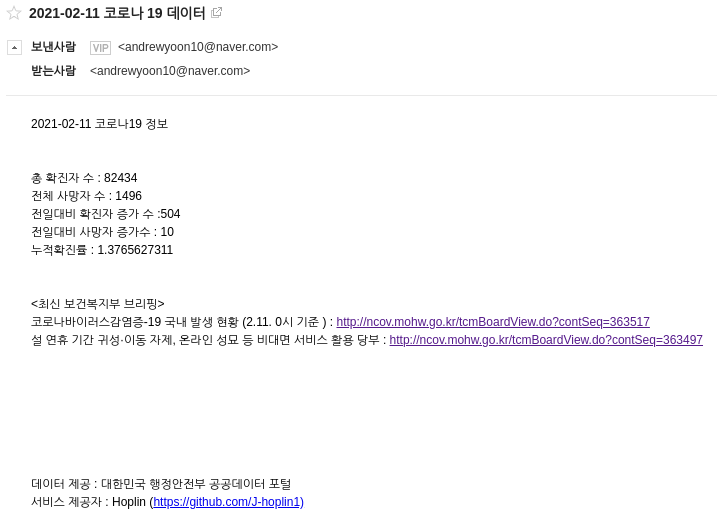 2021-02-11 코로나 19 데이터
보낸사람 VIP <andrewyoon10@naver.com>
받는사람 <andrewyoon10@naver.com>
2021-02-11 코로나19 정보
총 확진자 수 : 82434
전체 사망자 수 : 1496
전일대비 확진자 증가 수 :504
전일대비 사망자 증가수 : 10
누적확진률 : 1.3765627311
<최신 보건복지부 브리핑>
코로나바이러스감염증-19 국내 발생 현황 (2.11. 0시 기준 ) : http://ncov.mohw.go.kr/tcmBoardView.do?contSeq=363517
설 연휴 기간 귀성·이동 자제, 온라인 성묘 등 비대면 서비스 활용 당부 : http://ncov.mohw.go.kr/tcmBoardView.do?contSeq=363497
데이터 제공 : 대한민국 행정안전부 공공데이터 포털
서비스 제공자 : Hoplin (https://github.com/J-hoplin1)